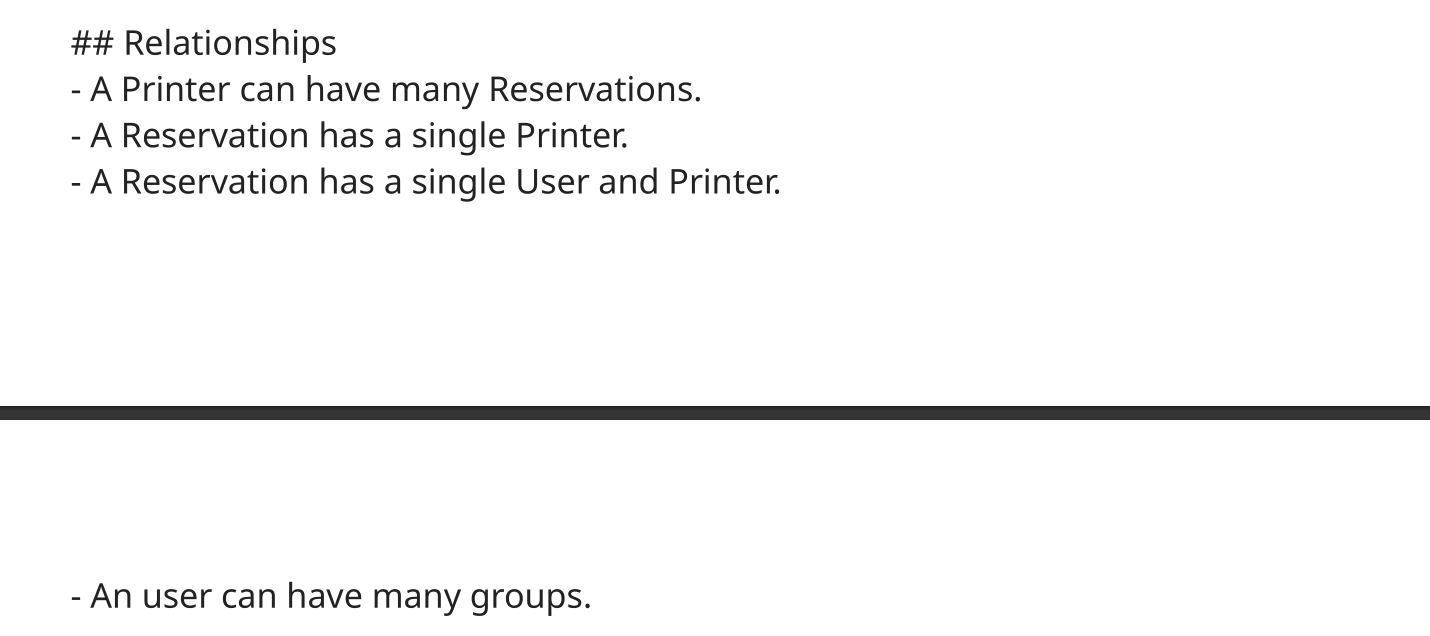 ## Relationships
- A Printer can have many Reservations.
- A Reservation has a single Printer.
- A Reservation has a single User and Printer.
- An user can have many groups.